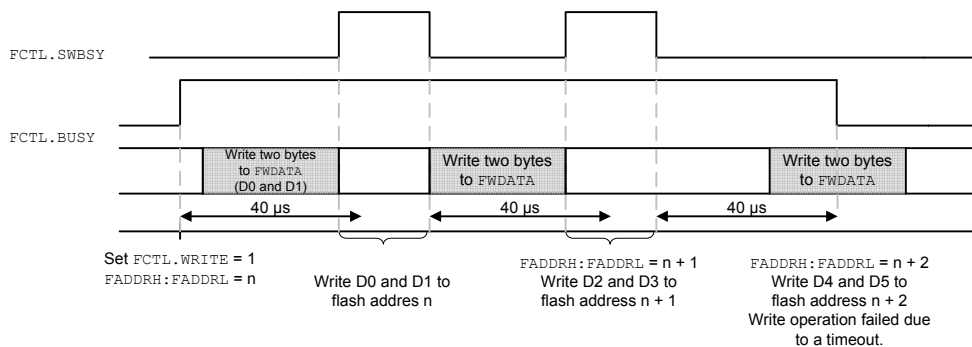 FCTL.SWBSY
FCTL.BUSY
Write two bytes
to FWDATA
(D0 and D1)
Write two bytes
to FWDATA
Write two bytes
to FWDATA
40 µs
40 µs
40 µs
Set FCTL.WRITE = 1
FADDRH:FADDRL = n
Write D0 and D1 to
flash addres n
FADDRH:FADDRL = n + 1
Write D2 and D3 to
flash address n + 1
FADDRH:FADDRL = n + 2
Write D4 and D5 to
flash address n + 2
Write operation failed due
to a timeout.